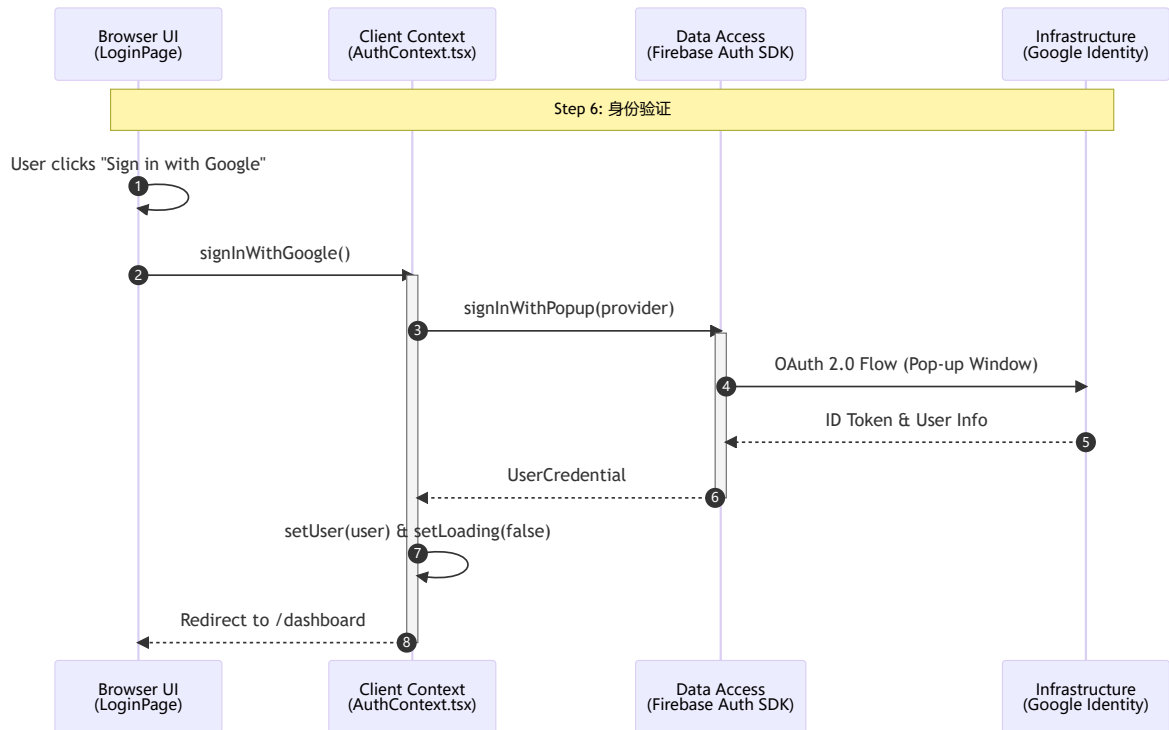 Browser UI
(LoginPage)
Client Context
(AuthContext.tsx)
Data Access
(Firebase Auth SDK)
Infrastructure
(Google Identity)
Step 6: 身份验证
User clicks "Sign in with Google"
1
signInWithGoogle()
2
signInWithPopup(provider)
3
OAuth 2.0 Flow (Pop-up Window)
4
ID Token & User Info
5
UserCredential
6
setUser(user) & setLoading(false)
7
Redirect to /dashboard
8
Browser UI
(LoginPage)
Client Context
(AuthContext.tsx)
Data Access
(Firebase Auth SDK)
Infrastructure
(Google Identity)